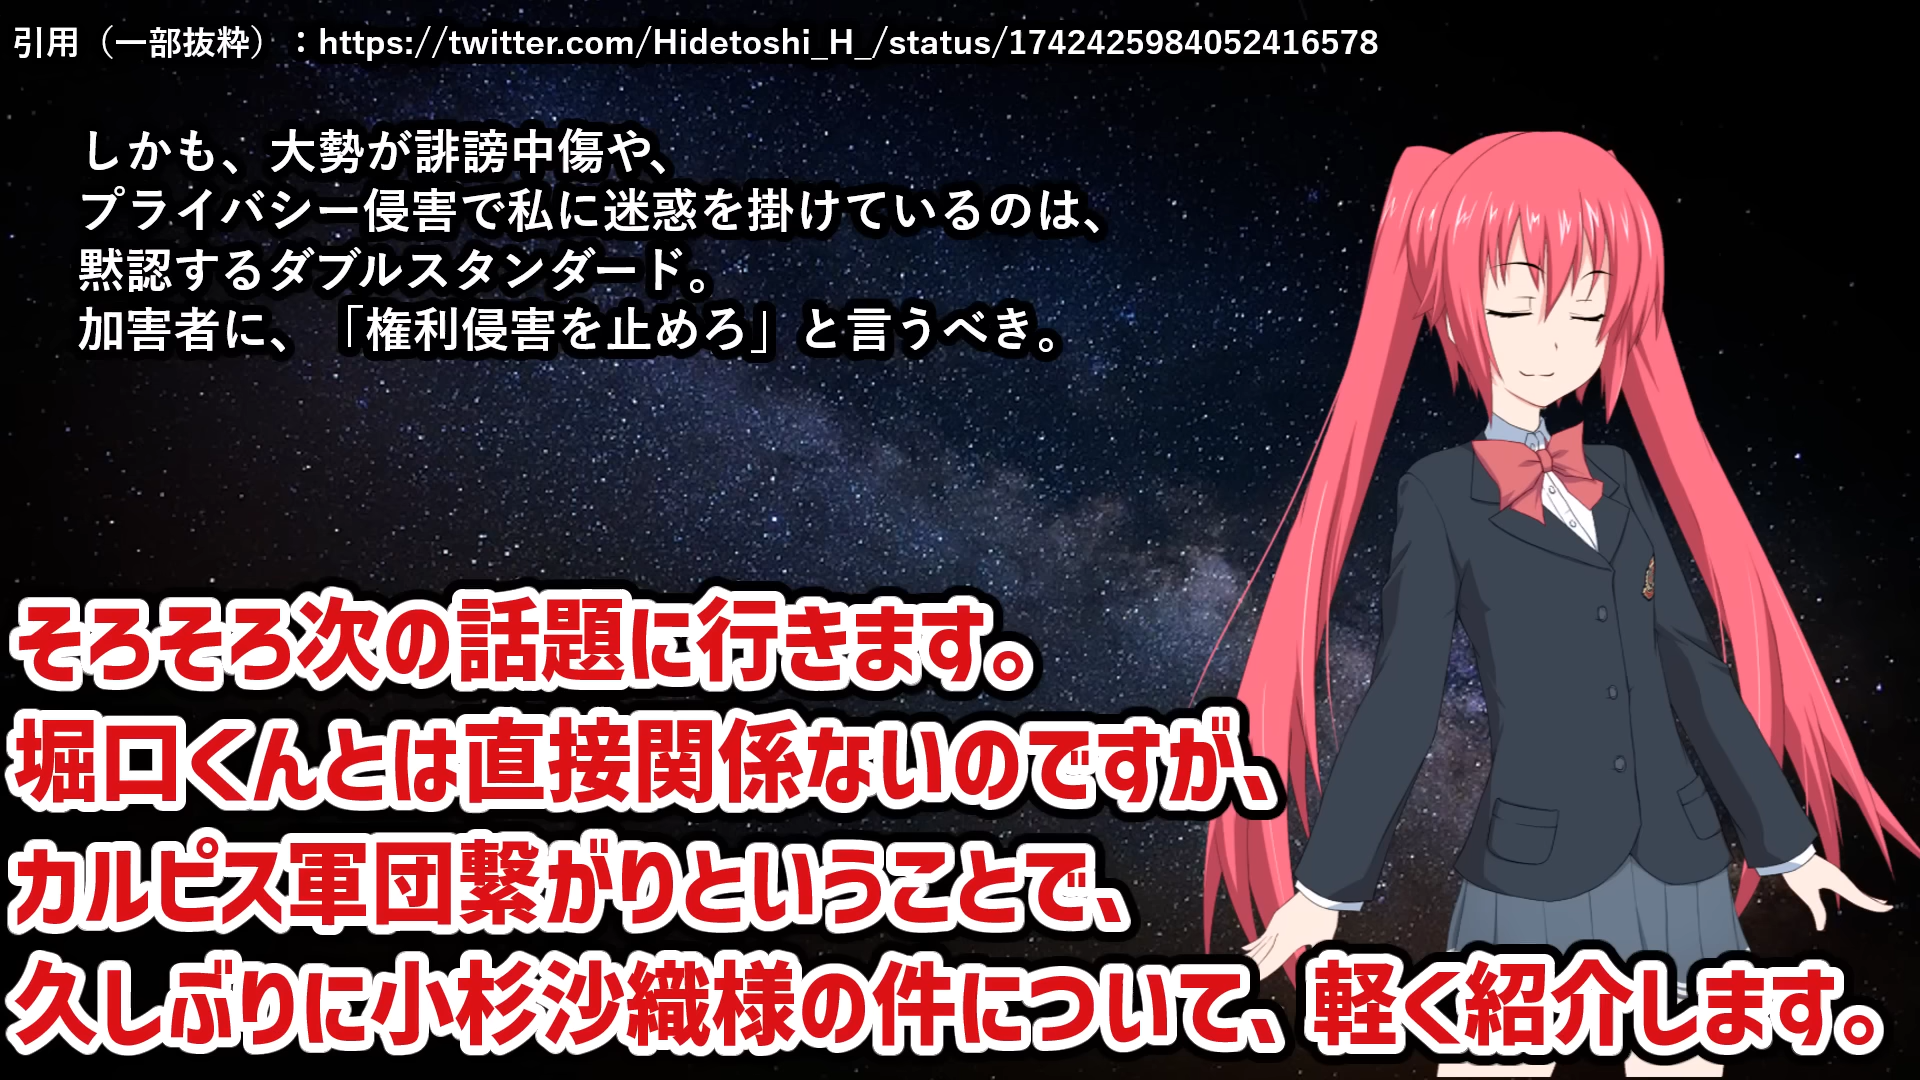 引用（一部抜粋）：https://twitter.com/Hidetoshi_H_/status/1742425984052416578
しかも、大勢が誹謗中傷や、
プライバシー侵害で私に迷惑を掛けているのは、
黙認するダブルスタンダード。
加害者に、「権利侵害を止めろ」と言うべき。
そろそろ次の話題に行きます。
堀口くんとは直接関係ないのですが、
カルピス軍団繋がりということで、
久しぶりに小杉沙織様の件について、軽く紹介します。